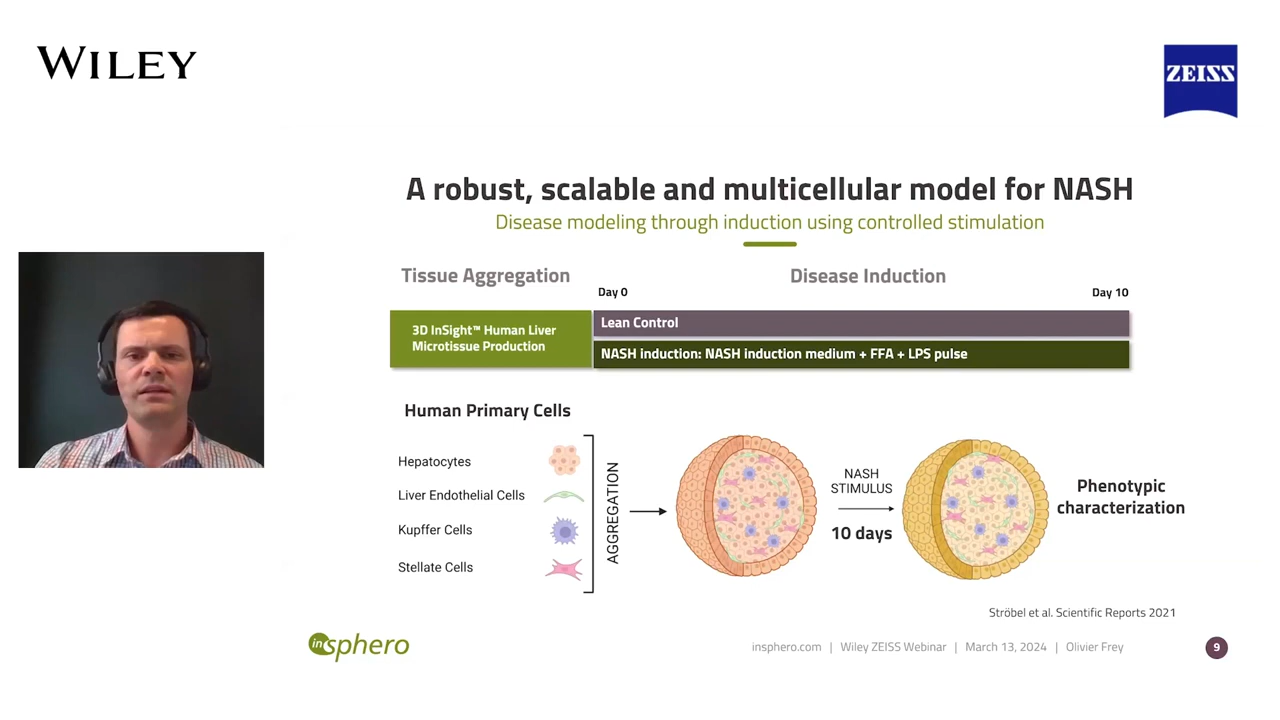 WILEY
ZEISS
A robust, scalable and multicellular model for NASH
Disease modeling through induction using controlled stimulation
Tissue Aggregation
Disease Induction
Day 0
Day 10
3D InSight™ Human Liver
Microtissue Production
Lean Control
NASH induction: NASH induction medium + FFA + LPS pulse
Human Primary Cells
Hepatocytes
Liver Endothelial Cells
Kupffer Cells
Stellate Cells
AGGREGATION
NASH
STIMULUS
10 days
Phenotypic
characterization
Ströbel et al. Scientific Reports 2021
insphero
insphero.com | Wiley ZEISS Webinar | March 13, 2024 | Olivier Frey
9